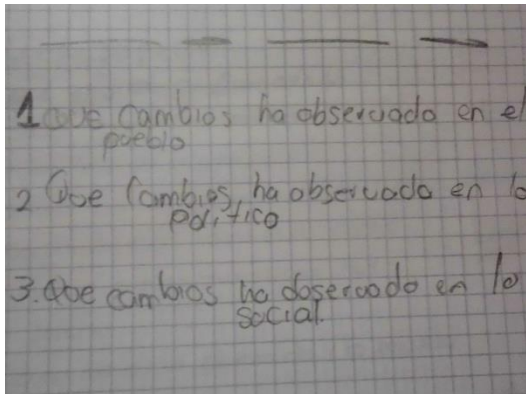 1 Que cambios ha observado en el
pueblo
2 Que Cambios, ha observado en lo
político
3. Que cambios ha observado en lo
social.